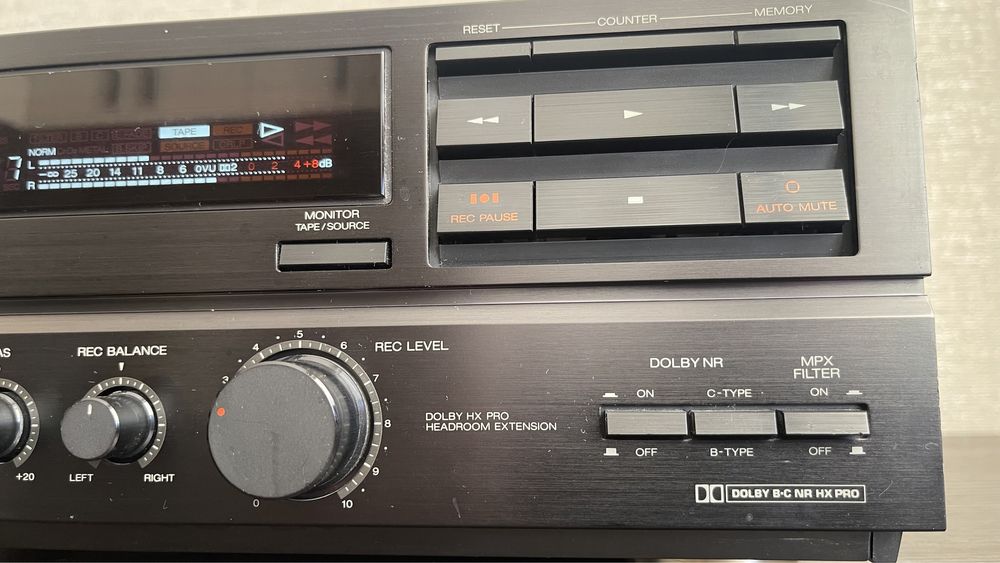 RESET COUNTER MEMORY
TAPE REC
SOURCE
NORM
7
L
-∞ 25 20 14 11 8 6 0VU 2 4 +8dB
R
REC PAUSE
AUTO MUTE
MONITOR
TAPE/SOURCE
AS
+20
REC BALANCE
LEFT RIGHT
REC LEVEL
0 3 4 5 6 7 8 9 10
DOLBY HX PRO
HEADROOM EXTENSION
DOLBY NR
MPX
FILTER
ON C-TYPE ON
OFF B-TYPE OFF
DOLBY B·C NR HX PRO